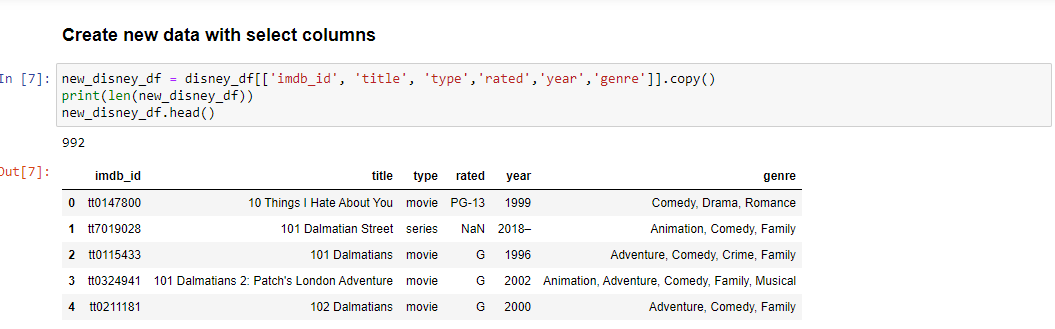 Create new data with select columns
In [7]: new_disney_df = disney_df[['imdb_id', 'title', 'type','rated','year','genre']].copy()
print(len(new_disney_df))
new_disney_df.head()
992
Out[7]:
imdb_id title type rated year genre
0 tt0147800 10 Things I Hate About You movie PG-13 1999 Comedy, Drama, Romance
1 tt7019028 101 Dalmatian Street series NaN 2018– Animation, Comedy, Family
2 tt0115433 101 Dalmatians movie G 1996 Adventure, Comedy, Crime, Family
3 tt0324941 101 Dalmatians 2: Patch's London Adventure movie G 2002 Animation, Adventure, Comedy, Family, Musical
4 tt0211181 102 Dalmatians movie G 2000 Adventure, Comedy, Family